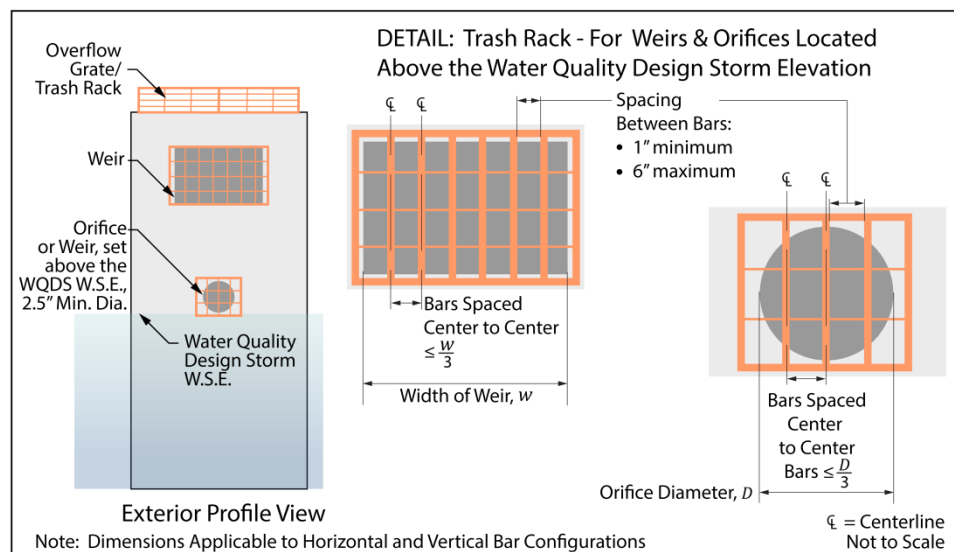 DETAIL: Trash Rack - For Weirs & Orifices Located
Above the Water Quality Design Storm Elevation
Overflow
Grate/
Trash Rack
Weir
Orifice
or Weir, set
above the
WQDS W.S.E.,
2.5" Min. Dia.
Water Quality
Design Storm
W.S.E.
Exterior Profile View
℄ ℄
Bars Spaced
Center to Center
≤ w/3
Width of Weir, w
Spacing
Between Bars:
• 1" minimum
• 6" maximum
℄ ℄
Bars Spaced
Center
to Center
Bars ≤ D/3
Orifice Diameter, D
℄ = Centerline
Not to Scale
Note: Dimensions Applicable to Horizontal and Vertical Bar Configurations